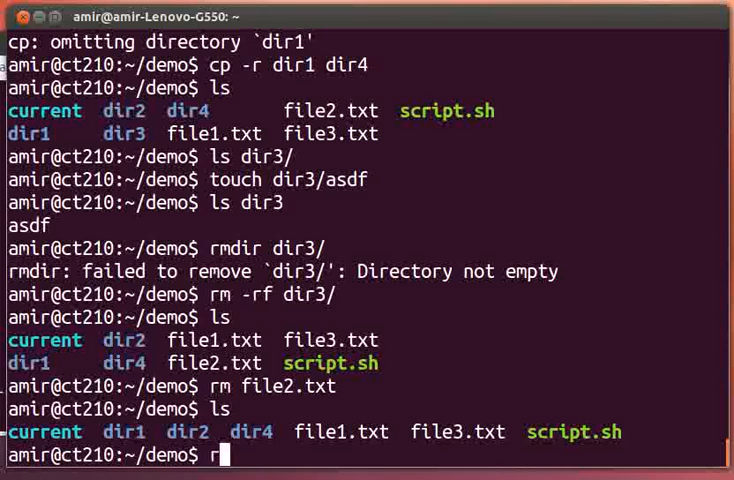 amir@amir-Lenovo-G550: ~
cp: omitting directory `dir1'
amir@ct210:~/demo$ cp -r dir1 dir4
amir@ct210:~/demo$ ls
current dir2 dir4 file2.txt script.sh
dir1 dir3 file1.txt file3.txt
amir@ct210:~/demo$ ls dir3/
amir@ct210:~/demo$ touch dir3/asdf
amir@ct210:~/demo$ ls dir3
asdf
amir@ct210:~/demo$ rmdir dir3/
rmdir: failed to remove `dir3/': Directory not empty
amir@ct210:~/demo$ rm -rf dir3/
amir@ct210:~/demo$ ls
current dir2 file1.txt file3.txt
dir1 dir4 file2.txt script.sh
amir@ct210:~/demo$ rm file2.txt
amir@ct210:~/demo$ ls
current dir1 dir2 dir4 file1.txt file3.txt script.sh
amir@ct210:~/demo$ r